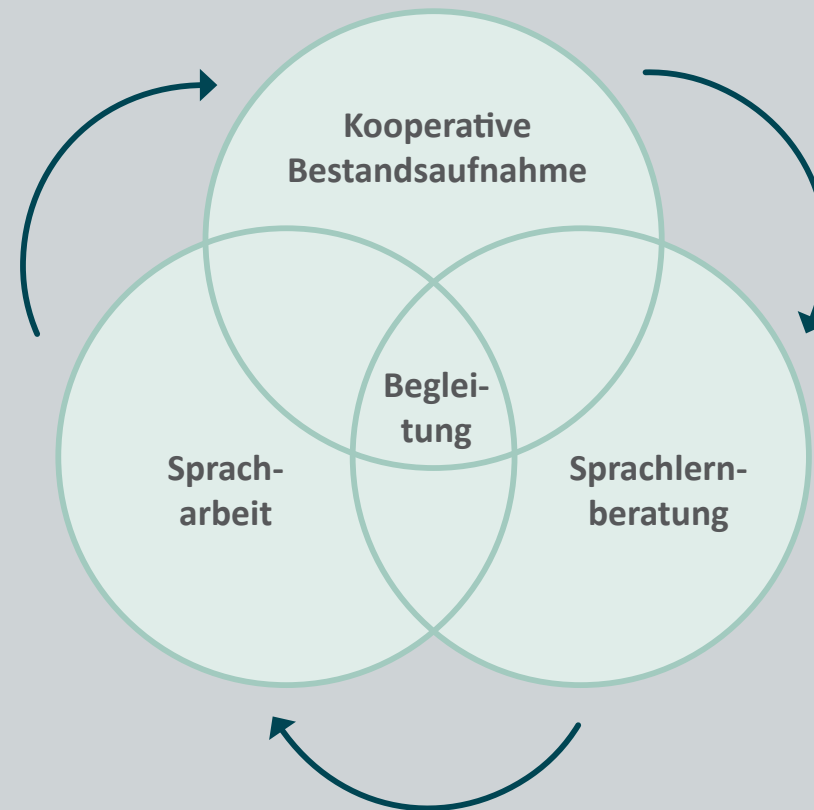 Kooperative
Bestandsaufnahme
Beglei-
tung
Sprach-
arbeit
Sprachlern-
beratung